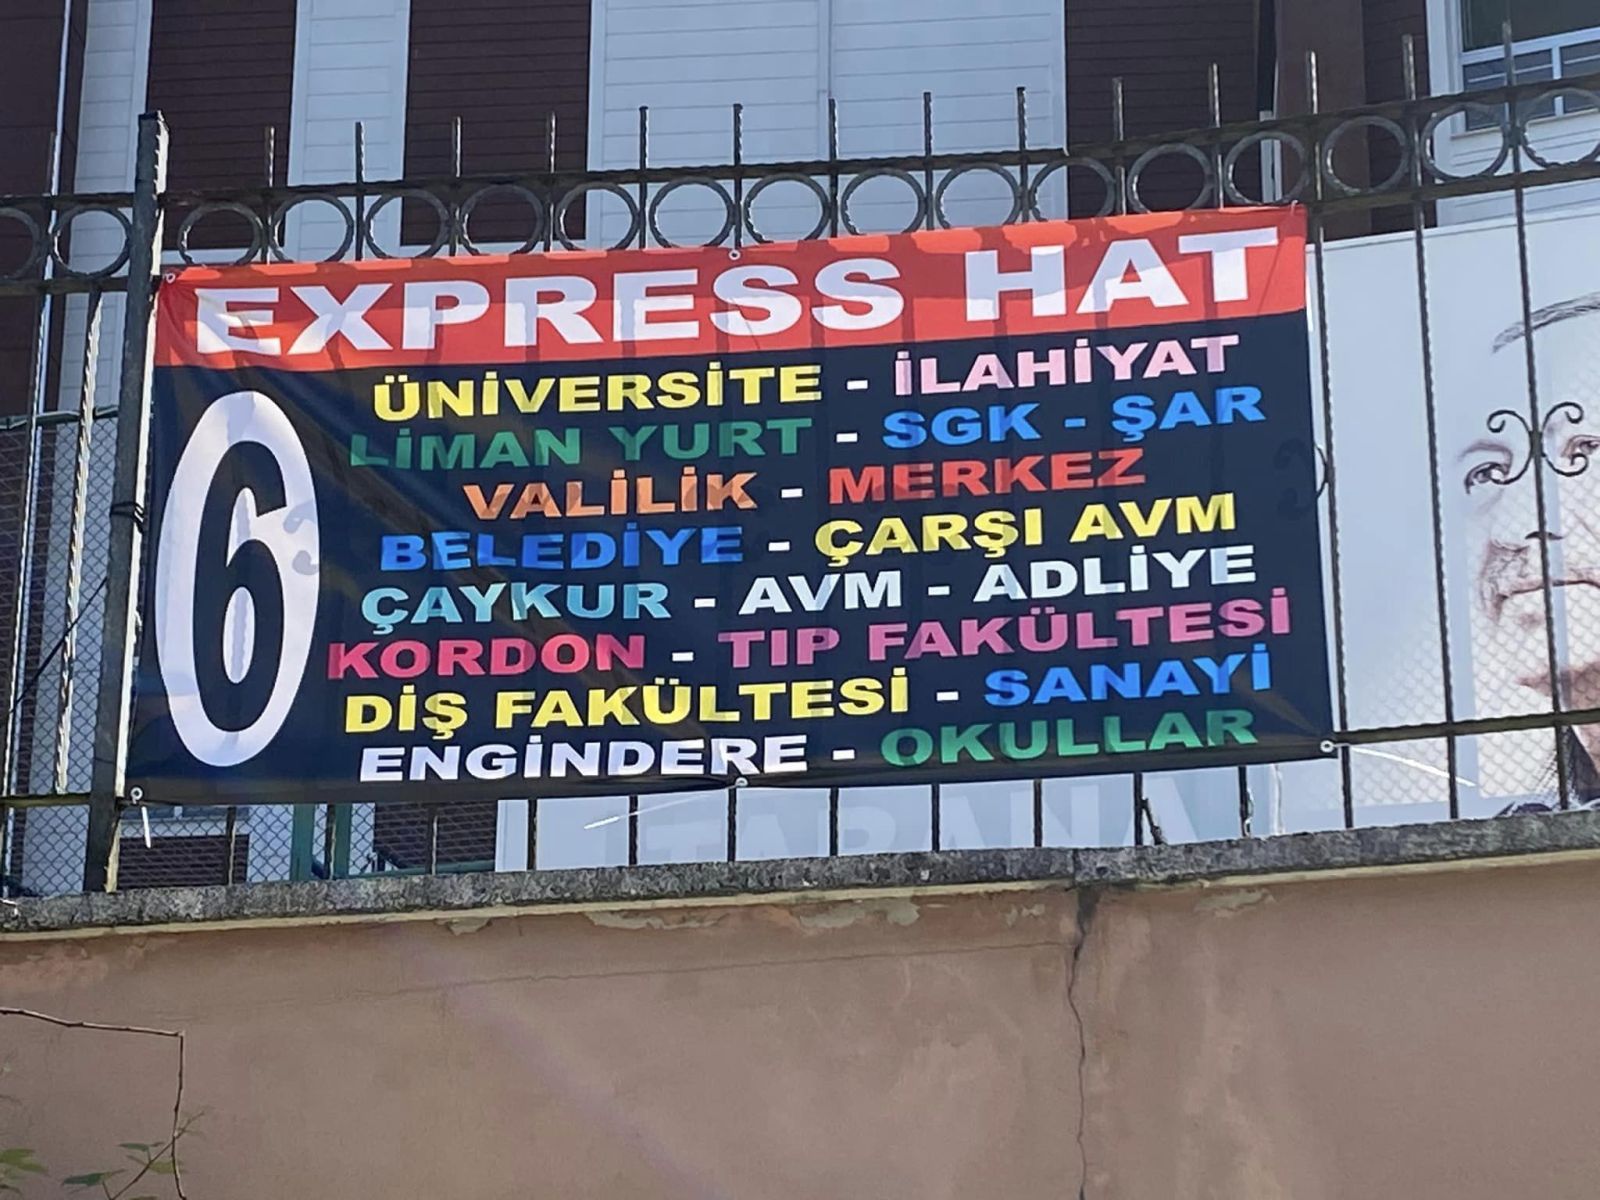 EXPRESS HAT
6
ÜNİVERSİTE - İLAHİYAT
LİMAN YURT - SGK - ŞAR
VALİLİK - MERKEZ
BELEDİYE - ÇARŞI AVM
ÇAYKUR - AVM - ADLİYE
KORDON - TIP FAKÜLTESİ
DİŞ FAKÜLTESİ - SANAYİ
ENGİNDERE - OKULLAR